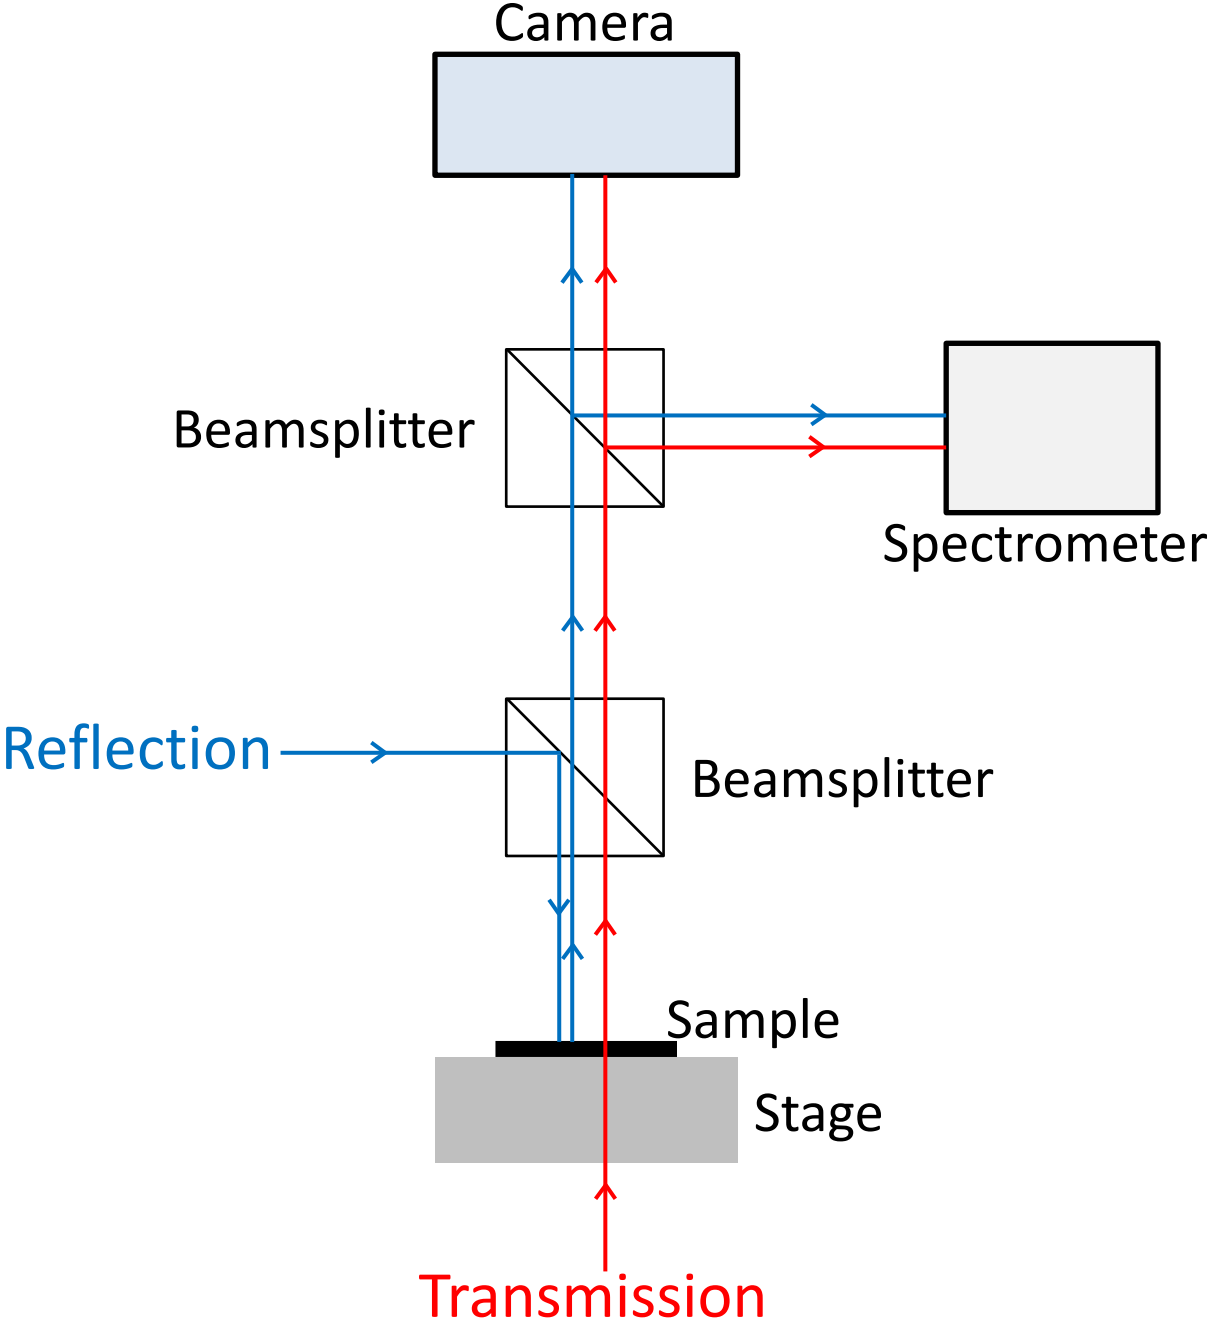 Camera
Beamsplitter
Spectrometer
Reflection
Beamsplitter
Sample
Stage
Transmission